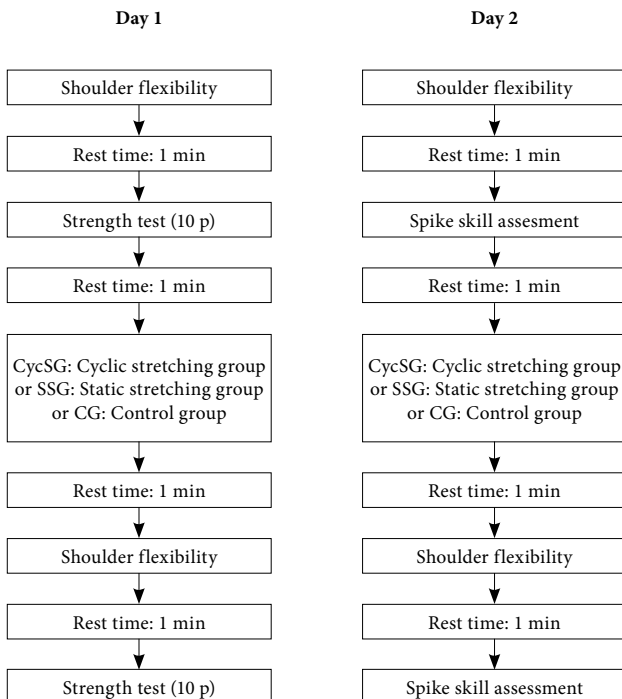 Day 1
Shoulder flexibility
Rest time: 1 min
Strength test (10 p)
Rest time: 1 min
CycSG: Cyclic stretching group
or SSG: Static stretching group
or CG: Control group
Rest time: 1 min
Shoulder flexibility
Rest time: 1 min
Strength test (10 p)
Day 2
Shoulder flexibility
Rest time: 1 min
Spike skill assesment
Rest time: 1 min
CycSG: Cyclic stretching group
or SSG: Static stretching group
or CG: Control group
Rest time: 1 min
Shoulder flexibility
Rest time: 1 min
Spike skill assessment